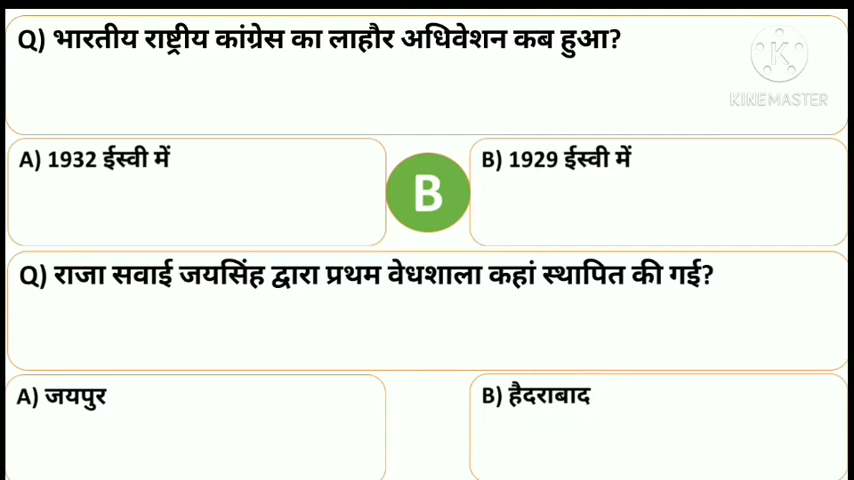 Q) भारतीय राष्ट्रीय कांग्रेस का लाहौर अधिवेशन कब हुआ?
K
KINEMASTER
A) 1932 ईस्वी में
B
B) 1929 ईस्वी में
Q) राजा सवाई जयसिंह द्वारा प्रथम वेधशाला कहां स्थापित की गई?
A) जयपुर
B) हैदराबाद